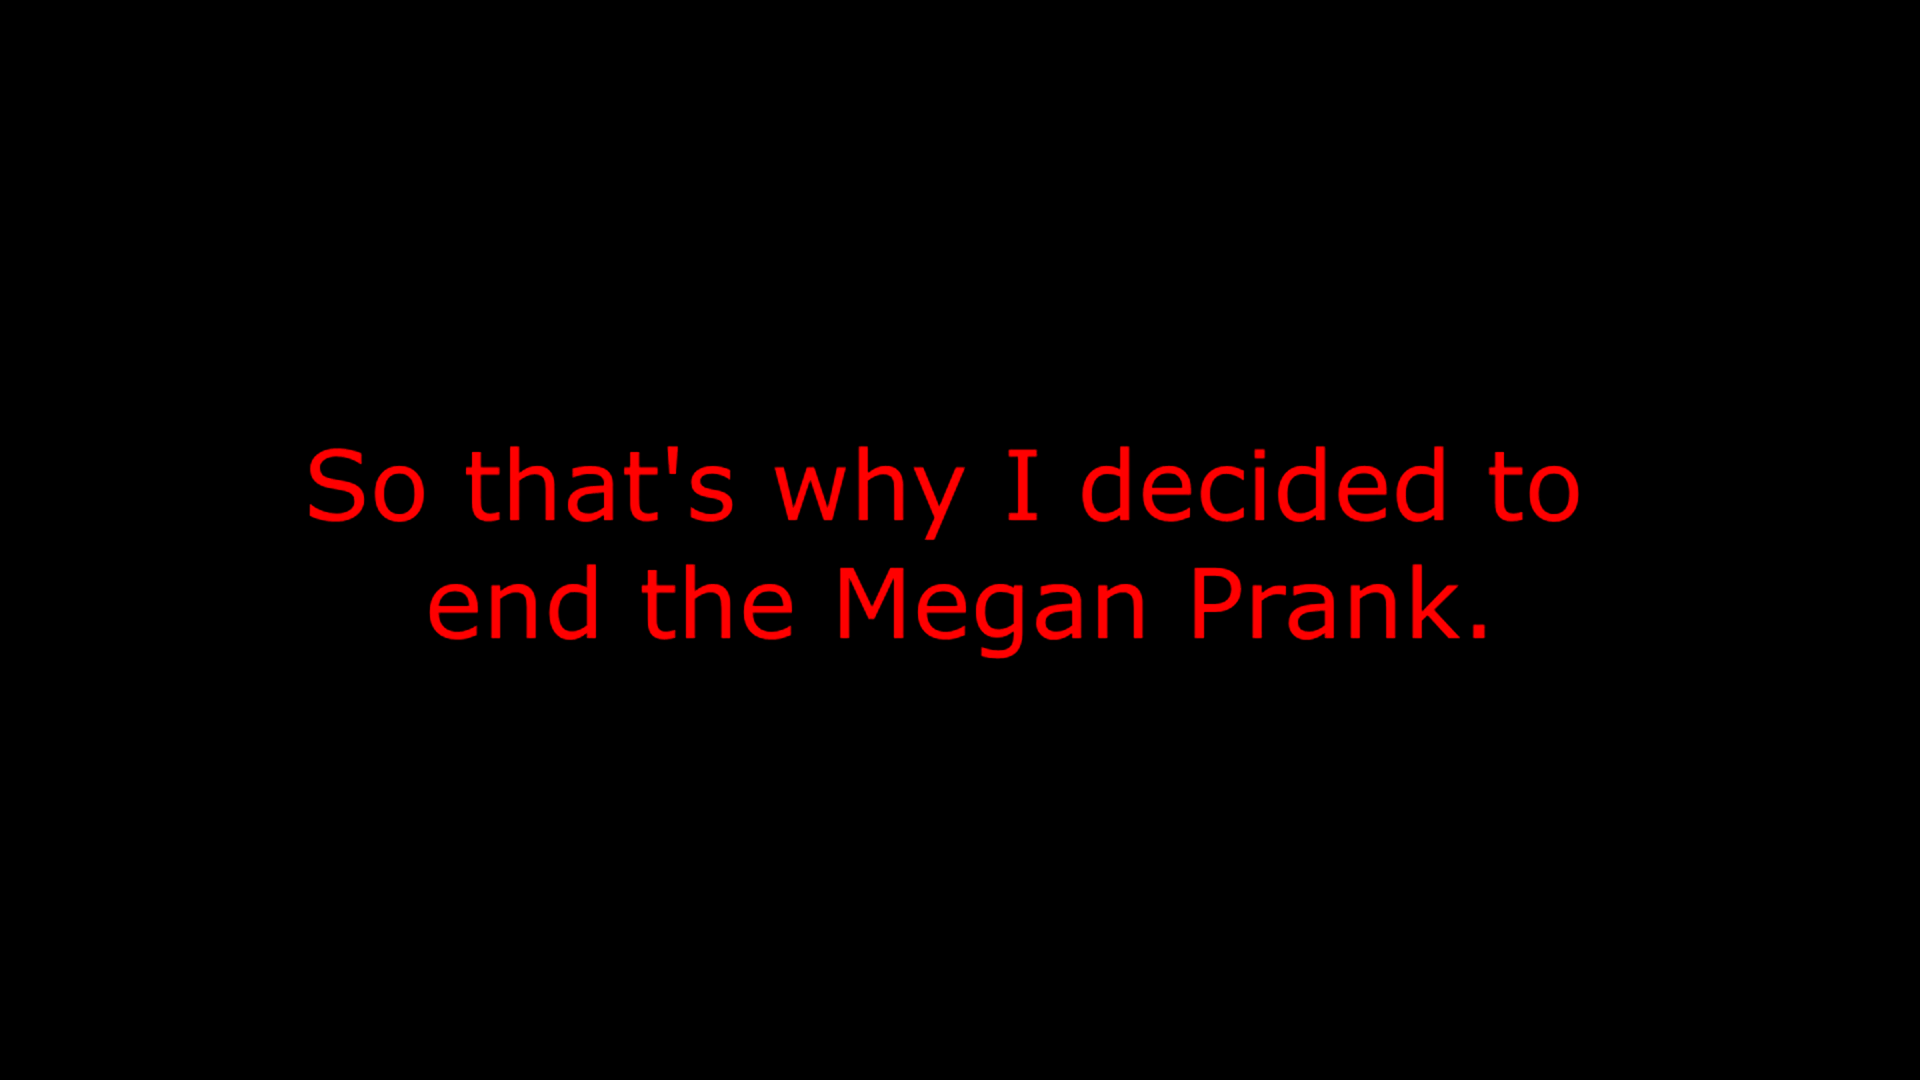 So that's why I decided to
end the Megan Prank.